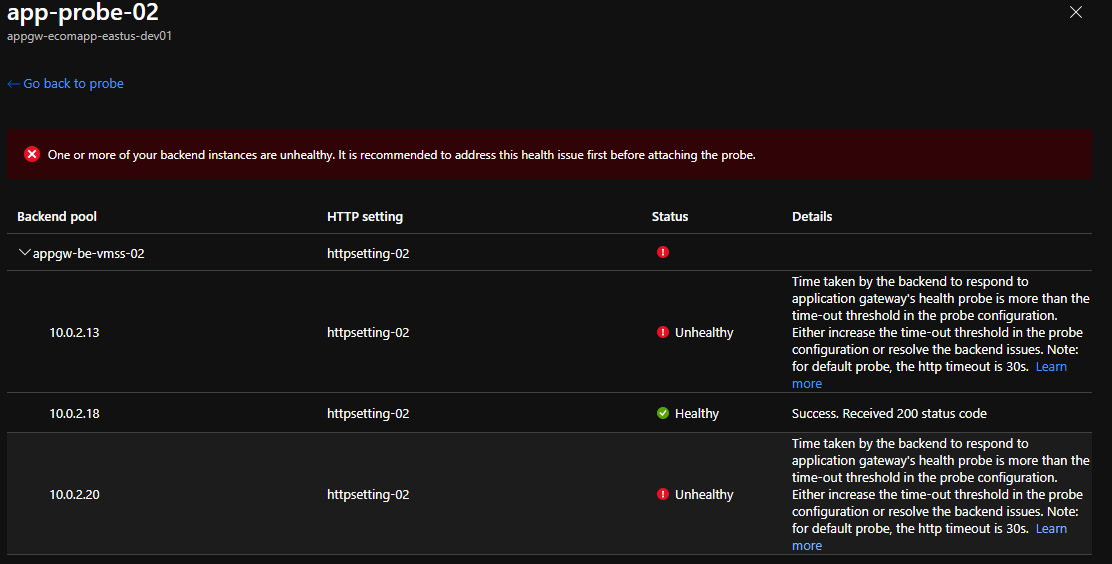 app-probe-02
appgw-ecomapp-eastus-dev01
← Go back to probe
One or more of your backend instances are unhealthy. It is recommended to address this health issue first before attaching the probe.
Backend pool HTTP setting Status Details
appgw-be-vmss-02 httpsetting-02
10.0.2.13 httpsetting-02 Unhealthy
Time taken by the backend to respond to
application gateway's health probe is more than the
time-out threshold in the probe configuration.
Either increase the time-out threshold in the probe
configuration or resolve the backend issues. Note:
for default probe, the http timeout is 30s. Learn
more
10.0.2.18 httpsetting-02 Healthy Success. Received 200 status code
10.0.2.20 httpsetting-02 Unhealthy
Time taken by the backend to respond to
application gateway's health probe is more than the
time-out threshold in the probe configuration.
Either increase the time-out threshold in the probe
configuration or resolve the backend issues. Note:
for default probe, the http timeout is 30s. Learn
more